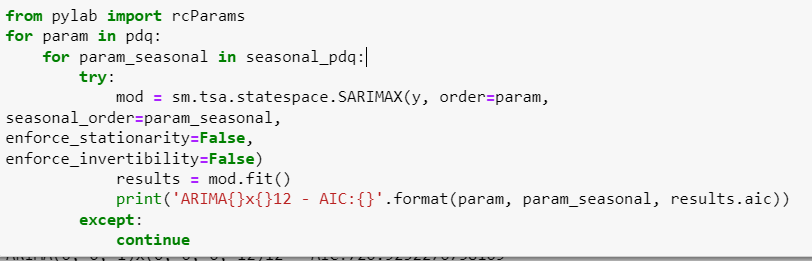 from pylab import rcParams
for param in pdq:
    for param_seasonal in seasonal_pdq:
        try:
            mod = sm.tsa.statespace.SARIMAX(y, order=param,
seasonal_order=param_seasonal,
enforce_stationarity=False,
enforce_invertibility=False)
            results = mod.fit()
            print('ARIMA{}x{}12 - AIC:{}'.format(param, param_seasonal, results.aic))
        except:
            continue